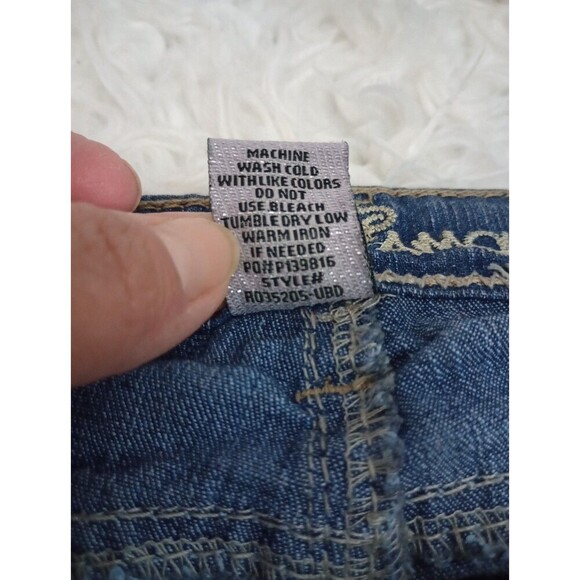 MACHINE
WASH COLD
WITH LIKE COLORS
DO NOT
USE.BLEACH
TUMBLE DRY LOW
WARM IRON
IF NEEDED
PO#P139816
STYLE#
R035205-UBD